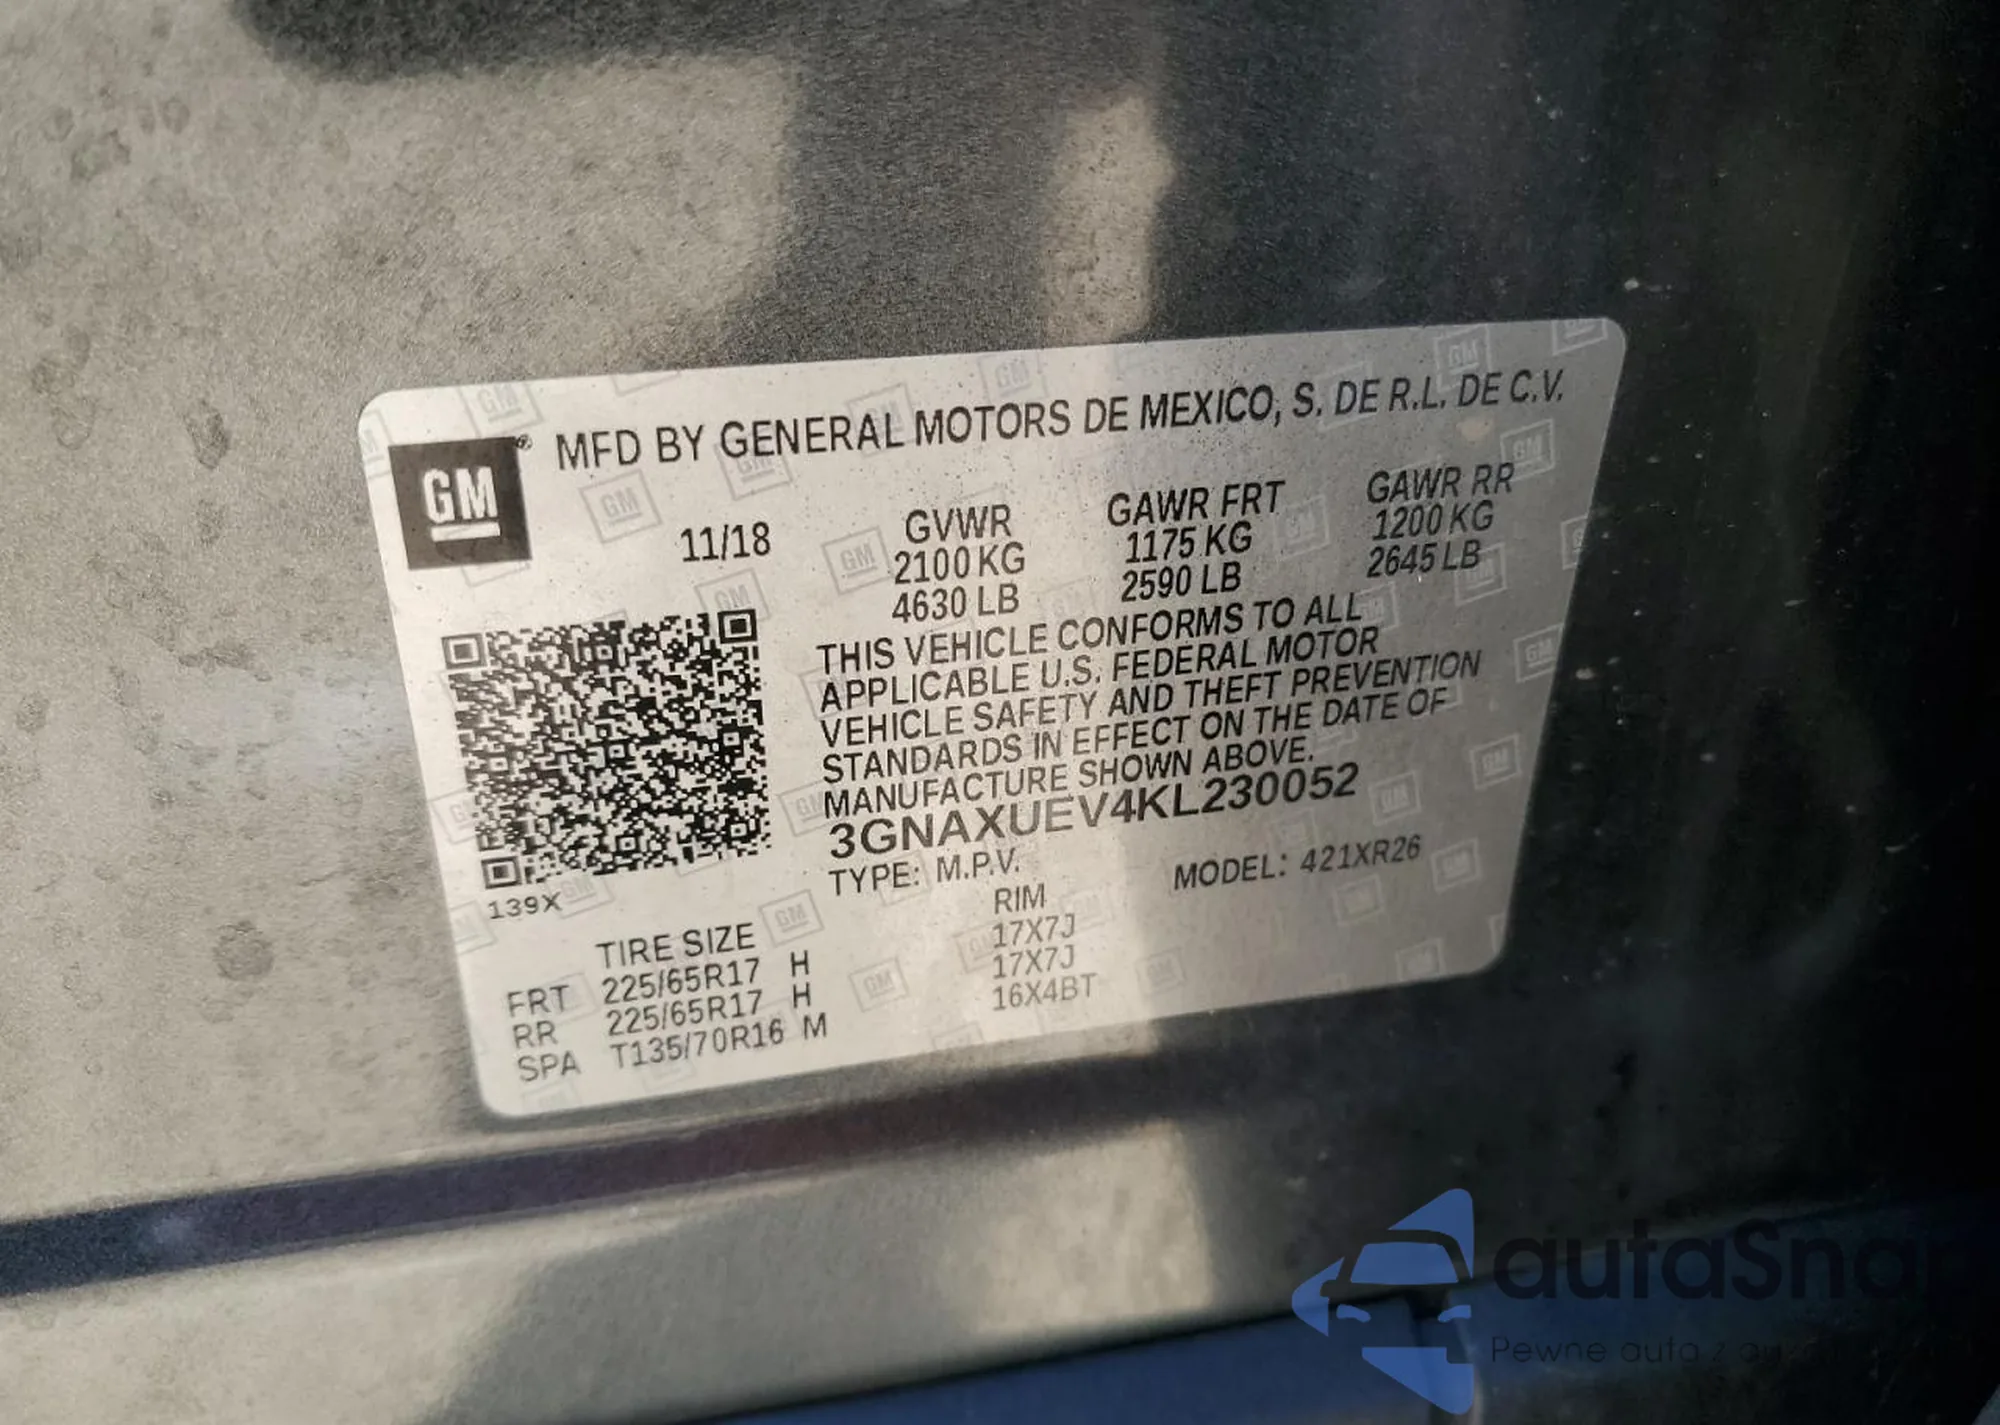 GM® MFD BY GENERAL MOTORS DE MEXICO, S. DE R.L. DE C.V.
11/18 GVWR GAWR FRT GAWR RR
2100 KG 1175 KG 1200 KG
4630 LB 2590 LB 2645 LB
THIS VEHICLE CONFORMS TO ALL
APPLICABLE U.S. FEDERAL MOTOR
VEHICLE SAFETY AND THEFT PREVENTION
STANDARDS IN EFFECT ON THE DATE OF
MANUFACTURE SHOWN ABOVE.
3GNAXUEV4KL230052
TYPE: M.P.V. MODEL: 421XR26
139X
TIRE SIZE RIM
FRT 225/65R17 H 17X7J
RR 225/65R17 H 17X7J
SPA T135/70R16 M 16X4BT
autaSnap
Pewne auta z